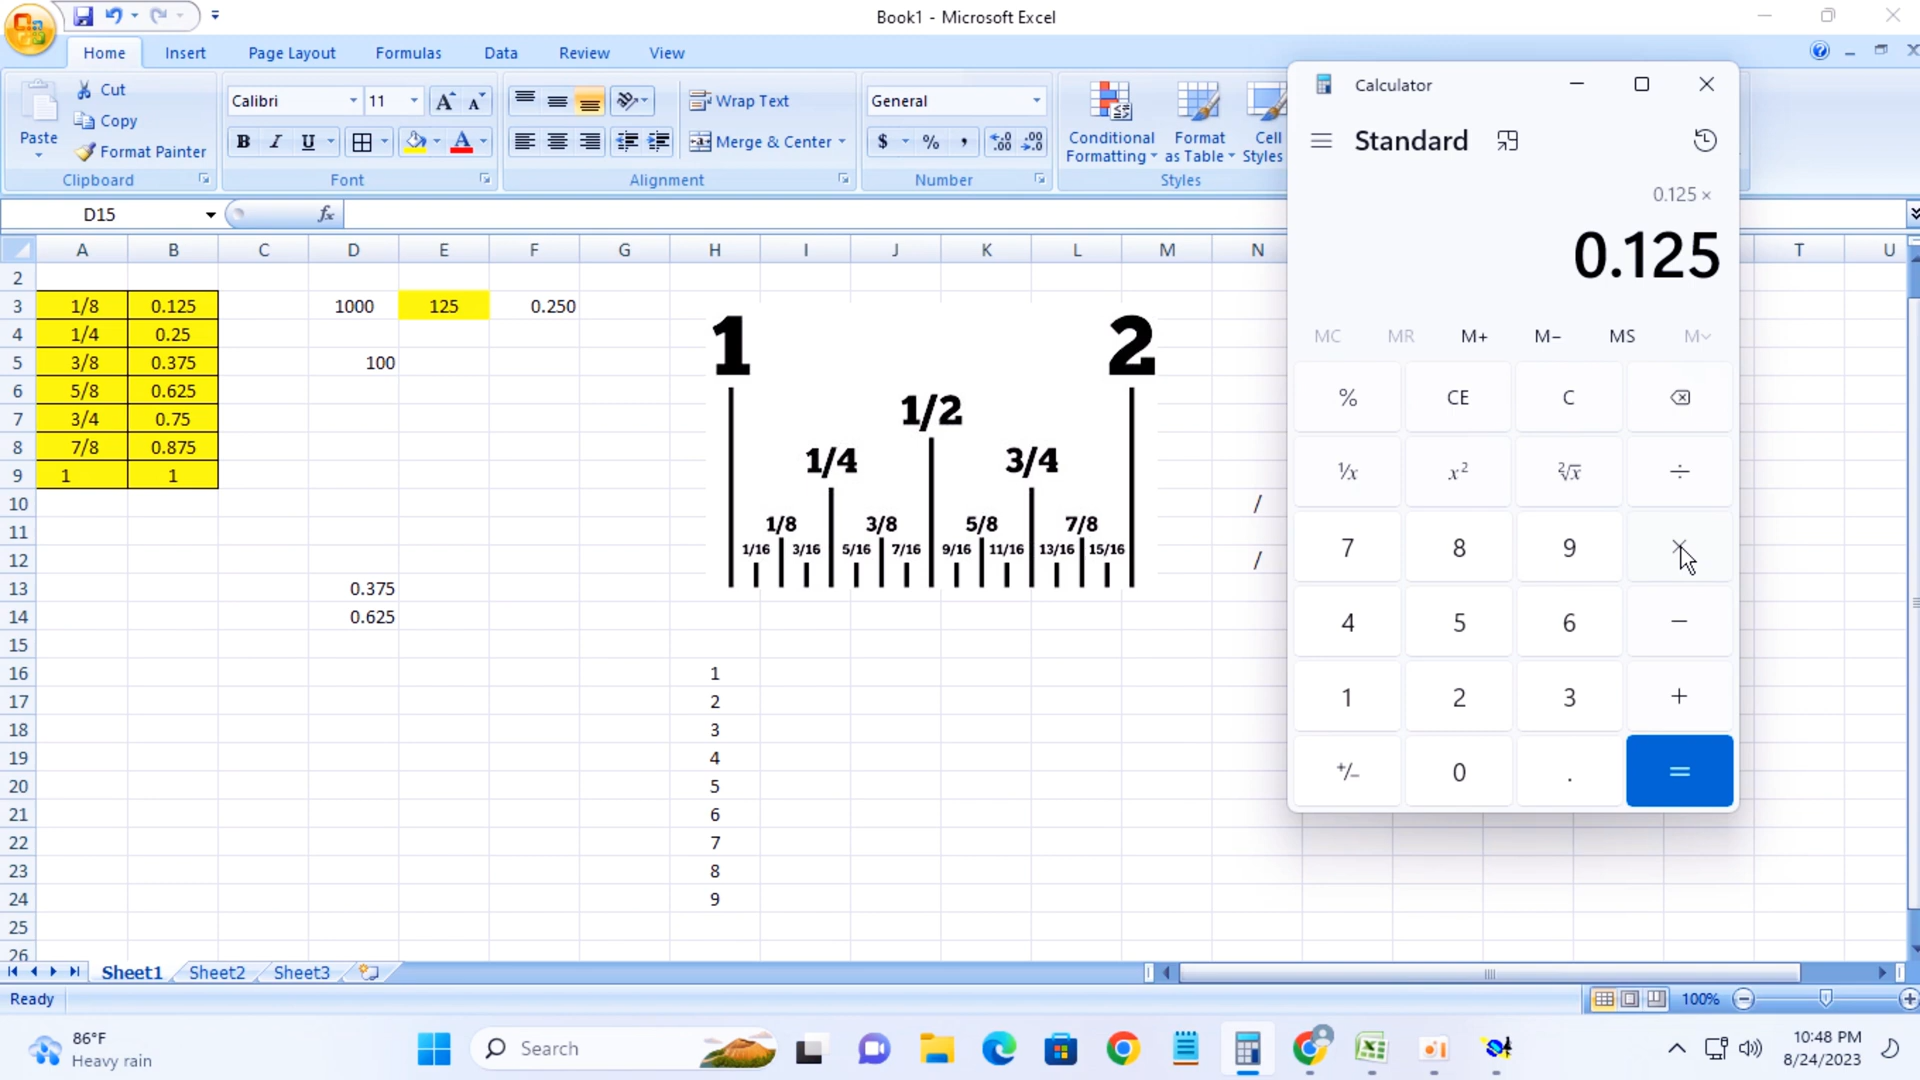 Book1 - Microsoft Excel
Home Insert Page Layout Formulas Data Review View
Paste
Cut
Copy
Format Painter
Clipboard
Calibri 11
B I U
Font
Wrap Text
Merge & Center
Alignment
General
$ % ,
Number
Conditional Formatting
Format as Table
Cell Styles
Styles
D15
fx
A B C D E F G H I J K L M N T U
2
3 1/8 0.125 1000 125 0.250
4 1/4 0.25
5 3/8 0.375 100
6 5/8 0.625
7 3/4 0.75
8 7/8 0.875
9 1 1
10 /
11
12 /
13 0.375
14 0.625
15
16 1
17 2
18 3
19 4
20 5
21 6
22 7
23 8
24 9
25
26
1 2
1/2
1/4 3/4
1/8 3/8 5/8 7/8
1/16 3/16 5/16 7/16 9/16 11/16 13/16 15/16
Calculator
Standard
0.125 ×
0.125
MC MR M+ M− MS M
% CE C
1/x x² 2√x ÷
7 8 9 ×
4 5 6 −
1 2 3 +
+/− 0 . =
Sheet1 Sheet2 Sheet3
Ready
100%
86°F
Heavy rain
Search
10:48 PM
8/24/2023